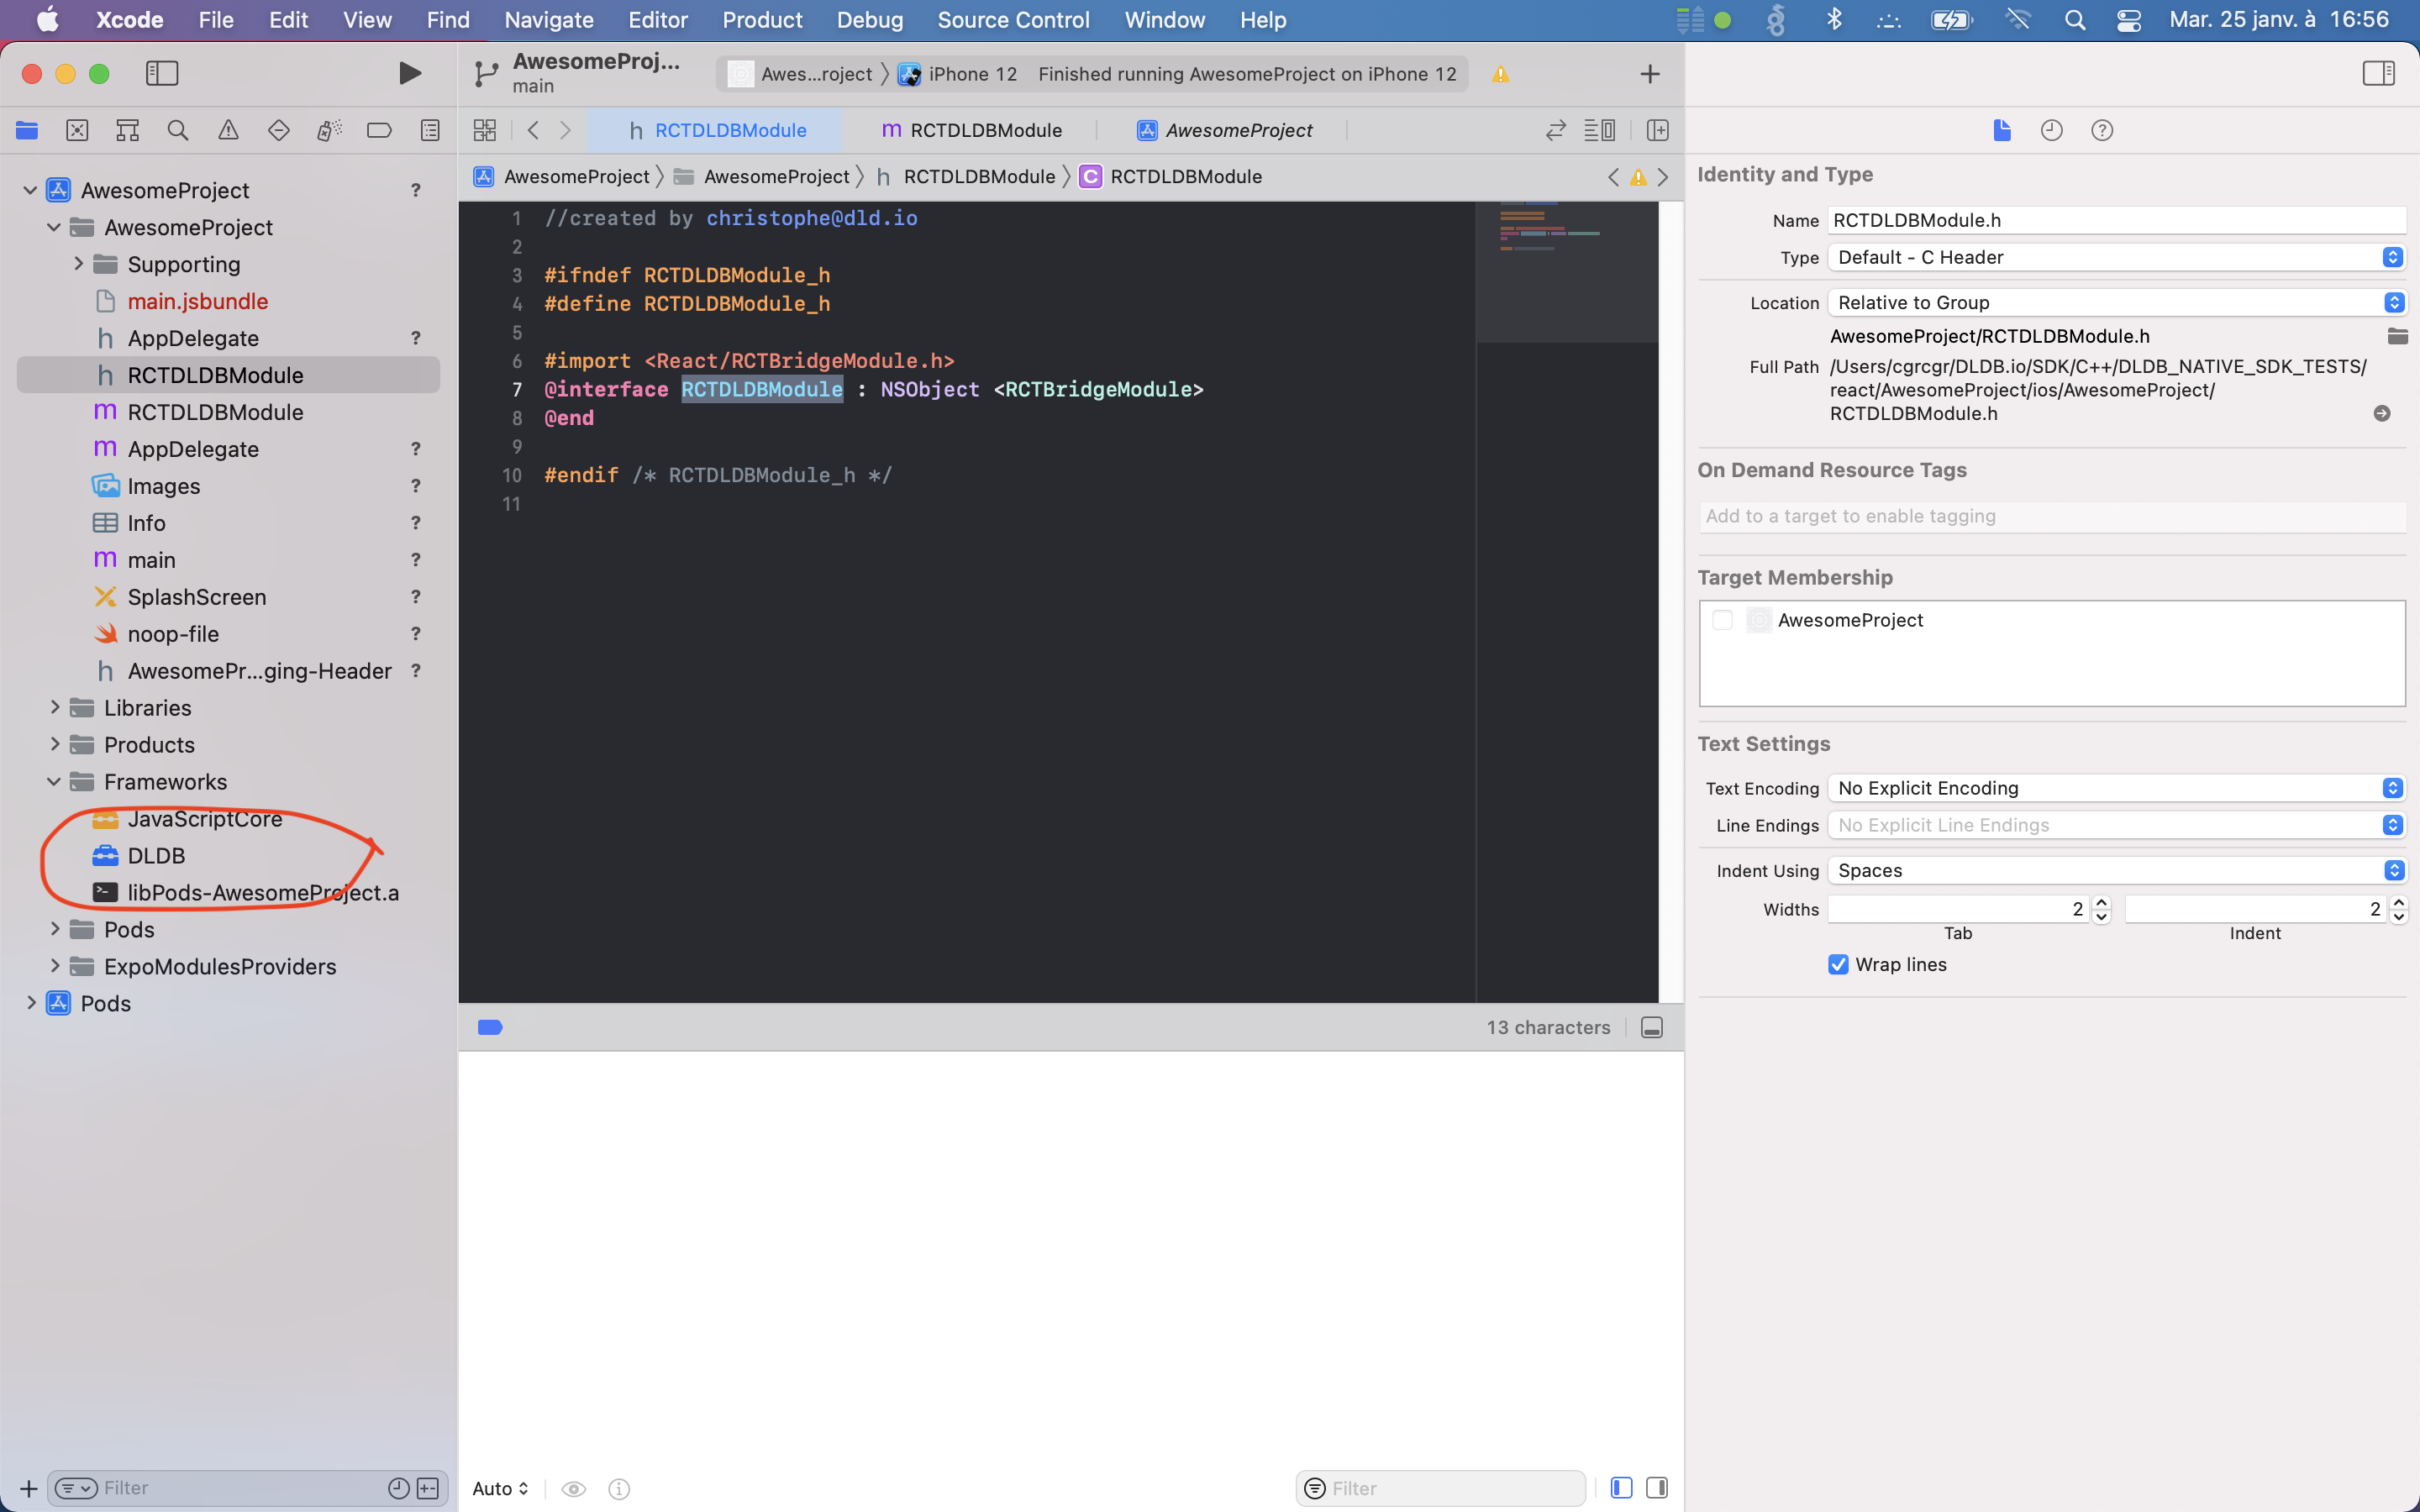 Xcode File Edit View Find Navigate Editor Product Debug Source Control Window Help Mar. 25 janv. à 16:56
AwesomeProj...
main
Awes...roject iPhone 12 Finished running AwesomeProject on iPhone 12
h RCTDLDBModule m RCTDLDBModule AwesomeProject
AwesomeProject AwesomeProject h RCTDLDBModule C RCTDLDBModule
AwesomeProject ?
AwesomeProject
Supporting
main.jsbundle
h AppDelegate ?
h RCTDLDBModule
m RCTDLDBModule
m AppDelegate ?
Images ?
Info ?
m main ?
SplashScreen ?
noop-file ?
h AwesomePr...ging-Header ?
Libraries
Products
Frameworks
JavaScriptCore
DLDB
libPods-AwesomeProject.a
Pods
ExpoModulesProviders
Pods
Filter
1 //created by christophe@dld.io
2
3 #ifndef RCTDLDBModule_h
4 #define RCTDLDBModule_h
5
6 #import <React/RCTBridgeModule.h>
7 @interface RCTDLDBModule : NSObject <RCTBridgeModule>
8 @end
9
10 #endif /* RCTDLDBModule_h */
11
13 characters
Auto
Filter
Identity and Type
Name RCTDLDBModule.h
Type Default - C Header
Location Relative to Group
AwesomeProject/RCTDLDBModule.h
Full Path /Users/cgrcgr/DLDB.io/SDK/C++/DLDB_NATIVE_SDK_TESTS/
react/AwesomeProject/ios/AwesomeProject/
RCTDLDBModule.h
On Demand Resource Tags
Add to a target to enable tagging
Target Membership
AwesomeProject
Text Settings
Text Encoding No Explicit Encoding
Line Endings No Explicit Line Endings
Indent Using Spaces
Widths 2 2
Tab Indent
Wrap lines